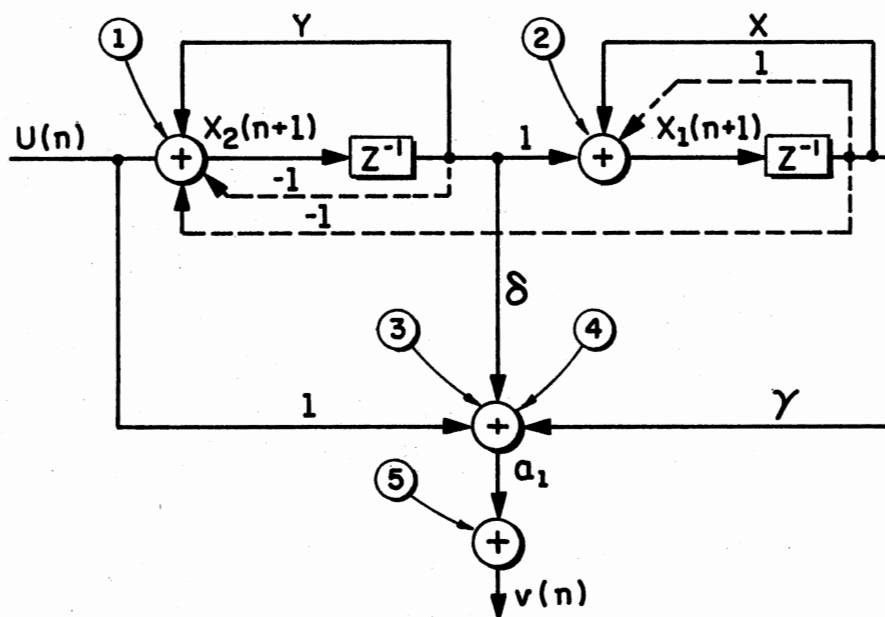 1
Y
2
X
1
U(n)
X₂(n+1)
Z⁻¹
1
X₁(n+1)
Z⁻¹
+
+
-1
-1
δ
3
4
1
+
γ
a₁
5
+
v(n)